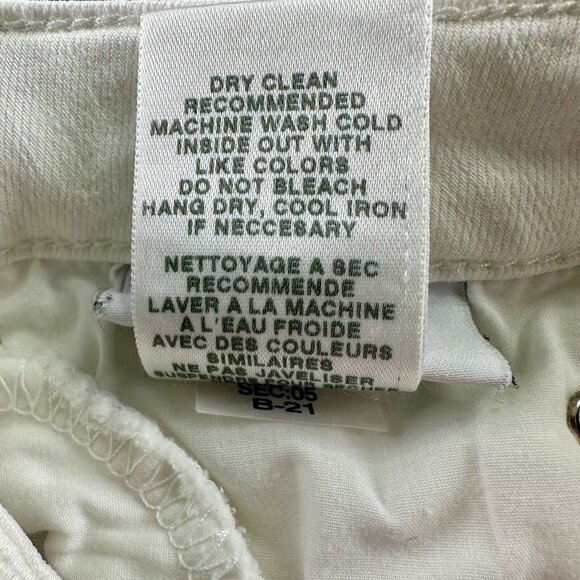 DRY CLEAN
RECOMMENDED
MACHINE WASH COLD
INSIDE OUT WITH
LIKE COLORS
DO NOT BLEACH
HANG DRY, COOL IRON
IF NECCESARY
NETTOYAGE A SEC
RECOMMENDE
LAVER A LA MACHINE
A L'EAU FROIDE
AVEC DES COULEURS
SIMILAIRES
NE PAS JAVELISER
SEC:05
B-21